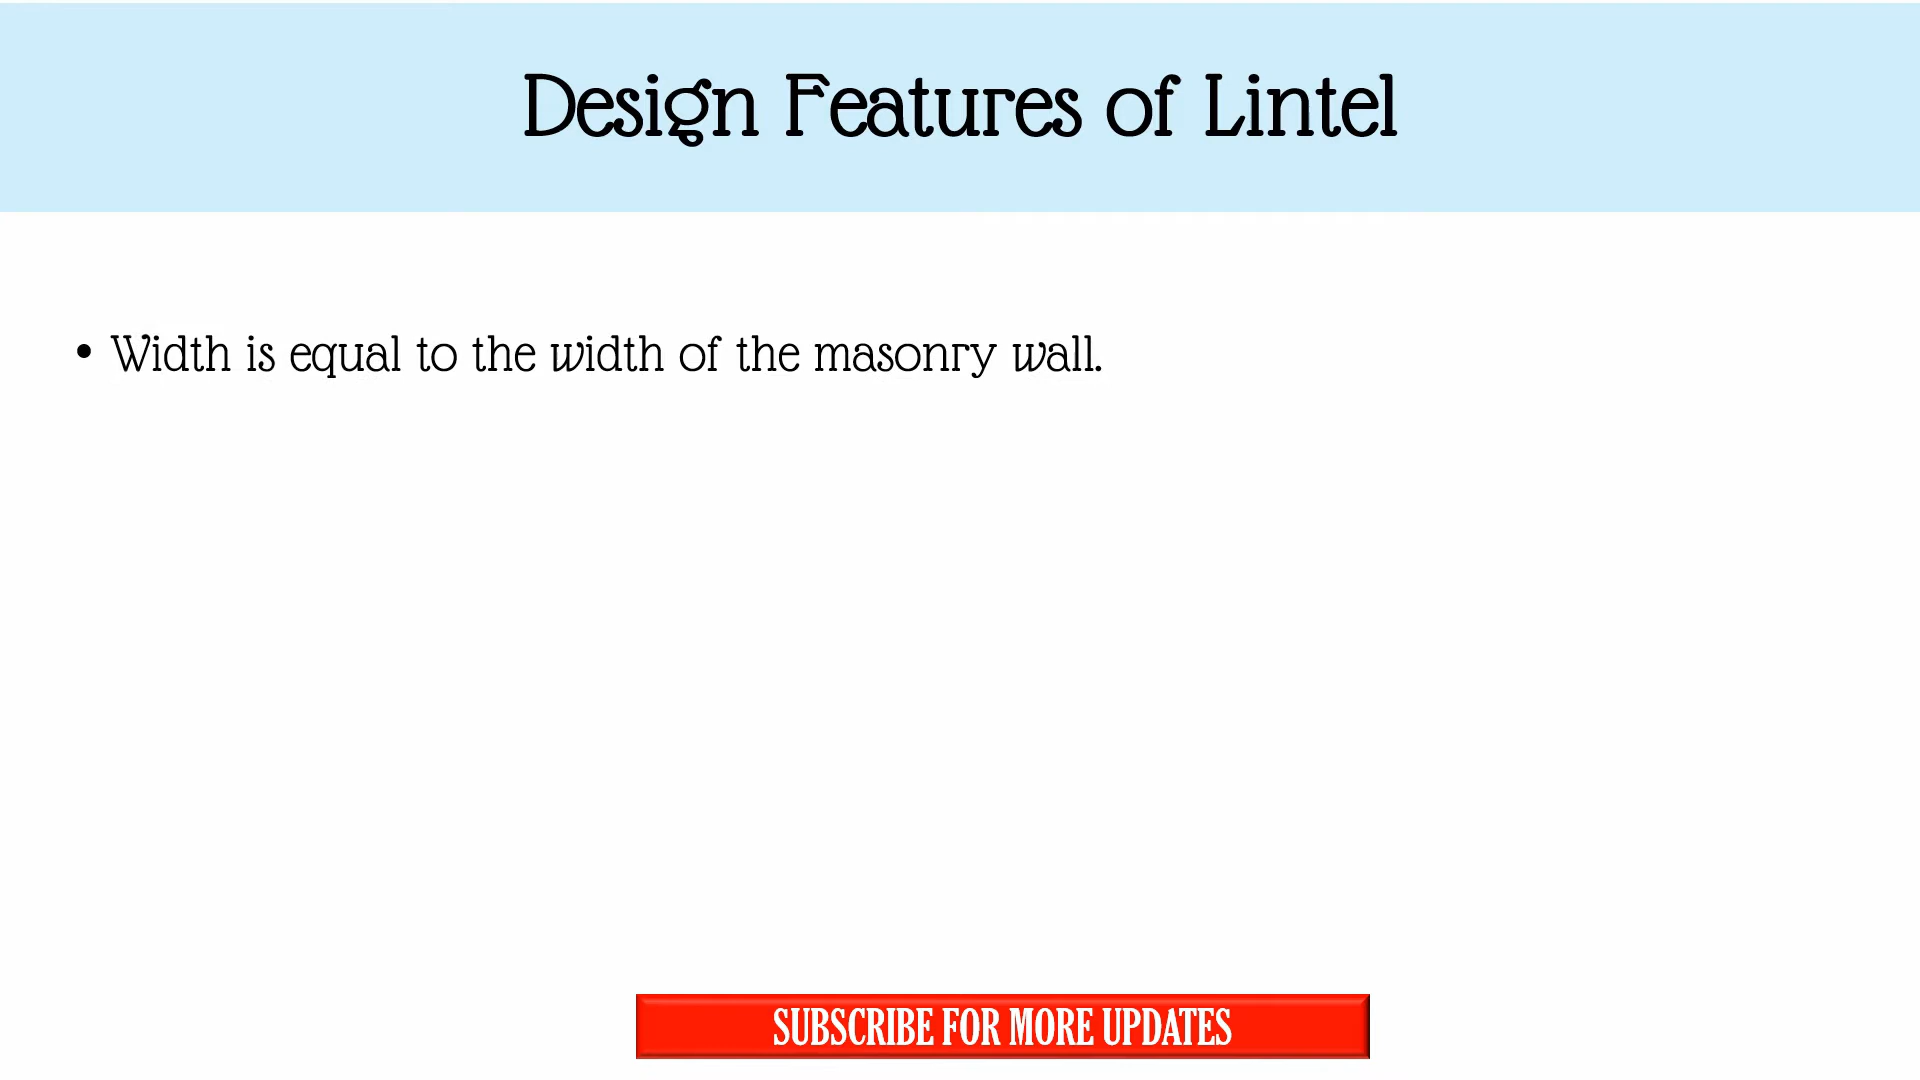 Design Features of Lintel
• Width is equal to the width of the masonry wall.
SUBSCRIBE FOR MORE UPDATES